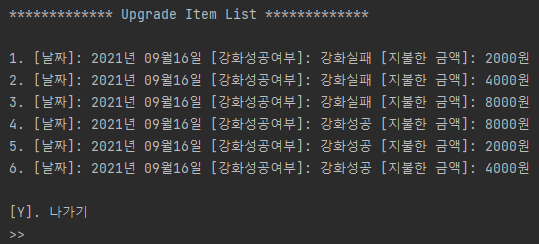 ************* Upgrade Item List *************
1. [날짜]: 2021년 09월16일 [강화성공여부]: 강화실패 [지불한 금액]: 2000원
2. [날짜]: 2021년 09월16일 [강화성공여부]: 강화실패 [지불한 금액]: 4000원
3. [날짜]: 2021년 09월16일 [강화성공여부]: 강화실패 [지불한 금액]: 8000원
4. [날짜]: 2021년 09월16일 [강화성공여부]: 강화성공 [지불한 금액]: 8000원
5. [날짜]: 2021년 09월16일 [강화성공여부]: 강화성공 [지불한 금액]: 2000원
6. [날짜]: 2021년 09월16일 [강화성공여부]: 강화성공 [지불한 금액]: 4000원
[Y]. 나가기
>>